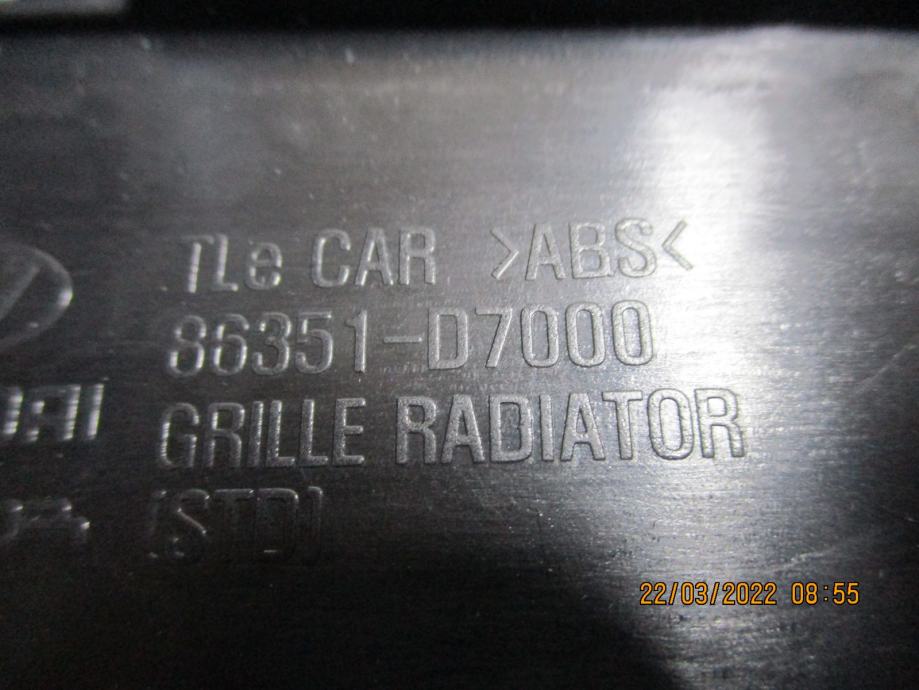 TLe CAR >ABS<
86351-D7000
GRILLE RADIATOR
[STD]
22/03/2022 08:55